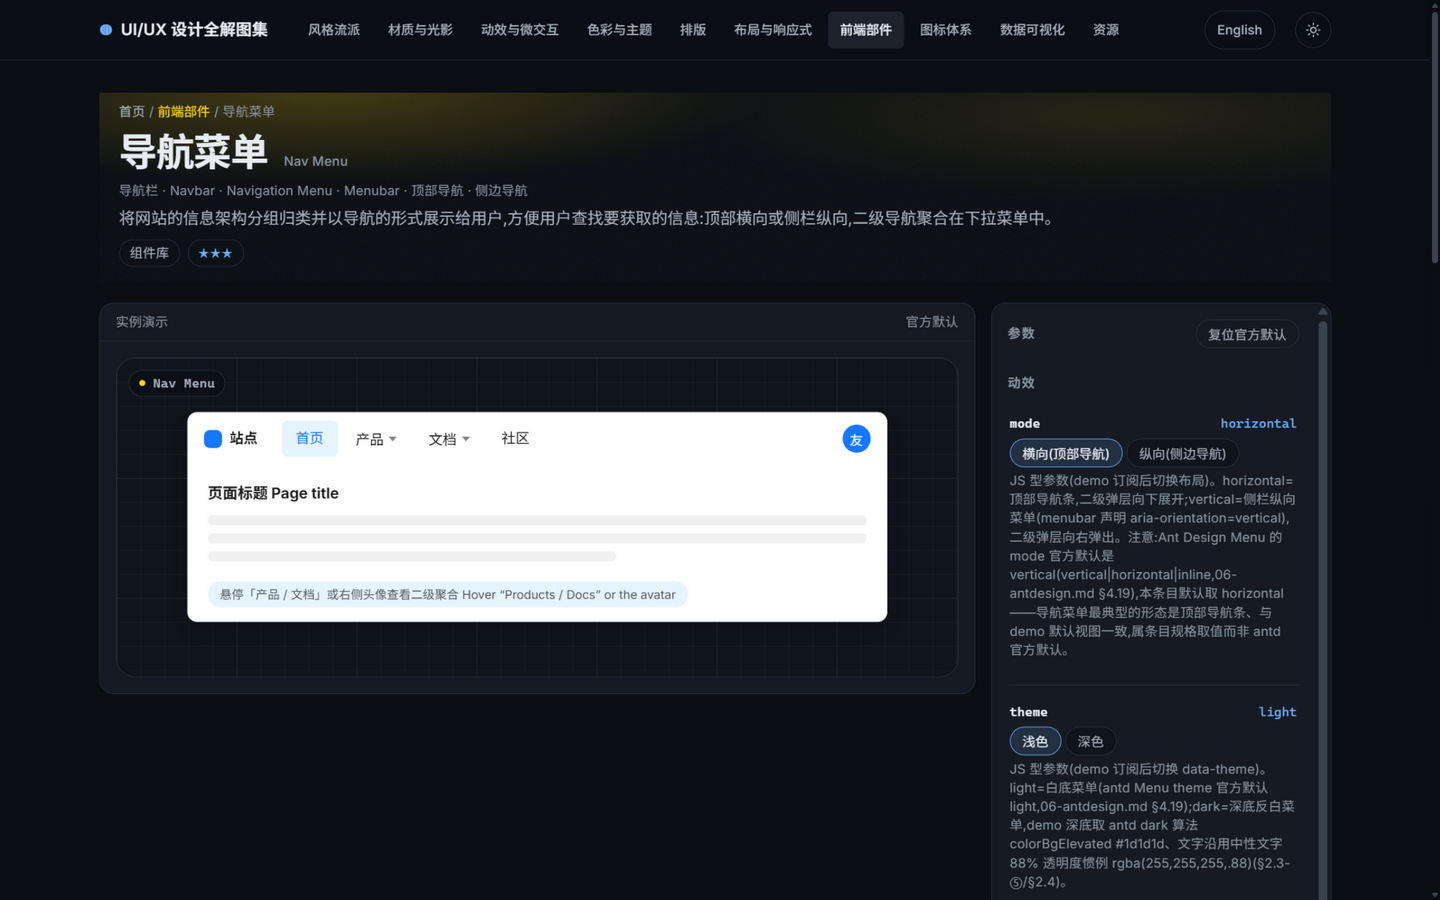 UI/UX 设计全解图集
风格流派
材质与光影
动效与微交互
色彩与主题
排版
布局与响应式
前端部件
图标体系
数据可视化
资源
English
首页 / 前端部件 / 导航菜单
导航菜单 Nav Menu
导航栏 · Navbar · Navigation Menu · Menubar · 顶部导航 · 侧边导航
将网站的信息架构分组归类并以导航的形式展示给用户,方便用户查找要获取的信息:顶部横向或侧栏纵向,二级导航聚合在下拉菜单中。
组件库
★★★
实例演示
官方默认
Nav Menu
站点
首页
产品
文档
社区
友
页面标题 Page title
悬停「产品 / 文档」或右侧头像查看二级聚合 Hover “Products / Docs” or the avatar
参数
复位官方默认
动效
mode
horizontal
横向(顶部导航)
纵向(侧边导航)
JS 型参数(demo 订阅后切换布局)。horizontal=
顶部导航条,二级弹层向下展开;vertical=侧栏纵向
菜单(menubar 声明 aria-orientation=vertical),
二级弹层向右弹出。注意:Ant Design Menu 的
mode 官方默认是
vertical(vertical|horizontal|inline,06-
antdesign.md §4.19),本条目默认取 horizontal
——导航菜单最典型的形态是顶部导航条、与
demo 默认视图一致,属条目规格取值而非 antd
官方默认。
theme
light
浅色
深色
JS 型参数(demo 订阅后切换 data-theme)。
light=白底菜单(antd Menu theme 官方默认
light,06-antdesign.md §4.19);dark=深底反白菜
单,demo 深底取 antd dark 算法
colorBgElevated #1d1d1d、文字沿用中性文字
88% 透明度惯例 rgba(255,255,255,.88)(§2.3-
⑤/§2.4)。